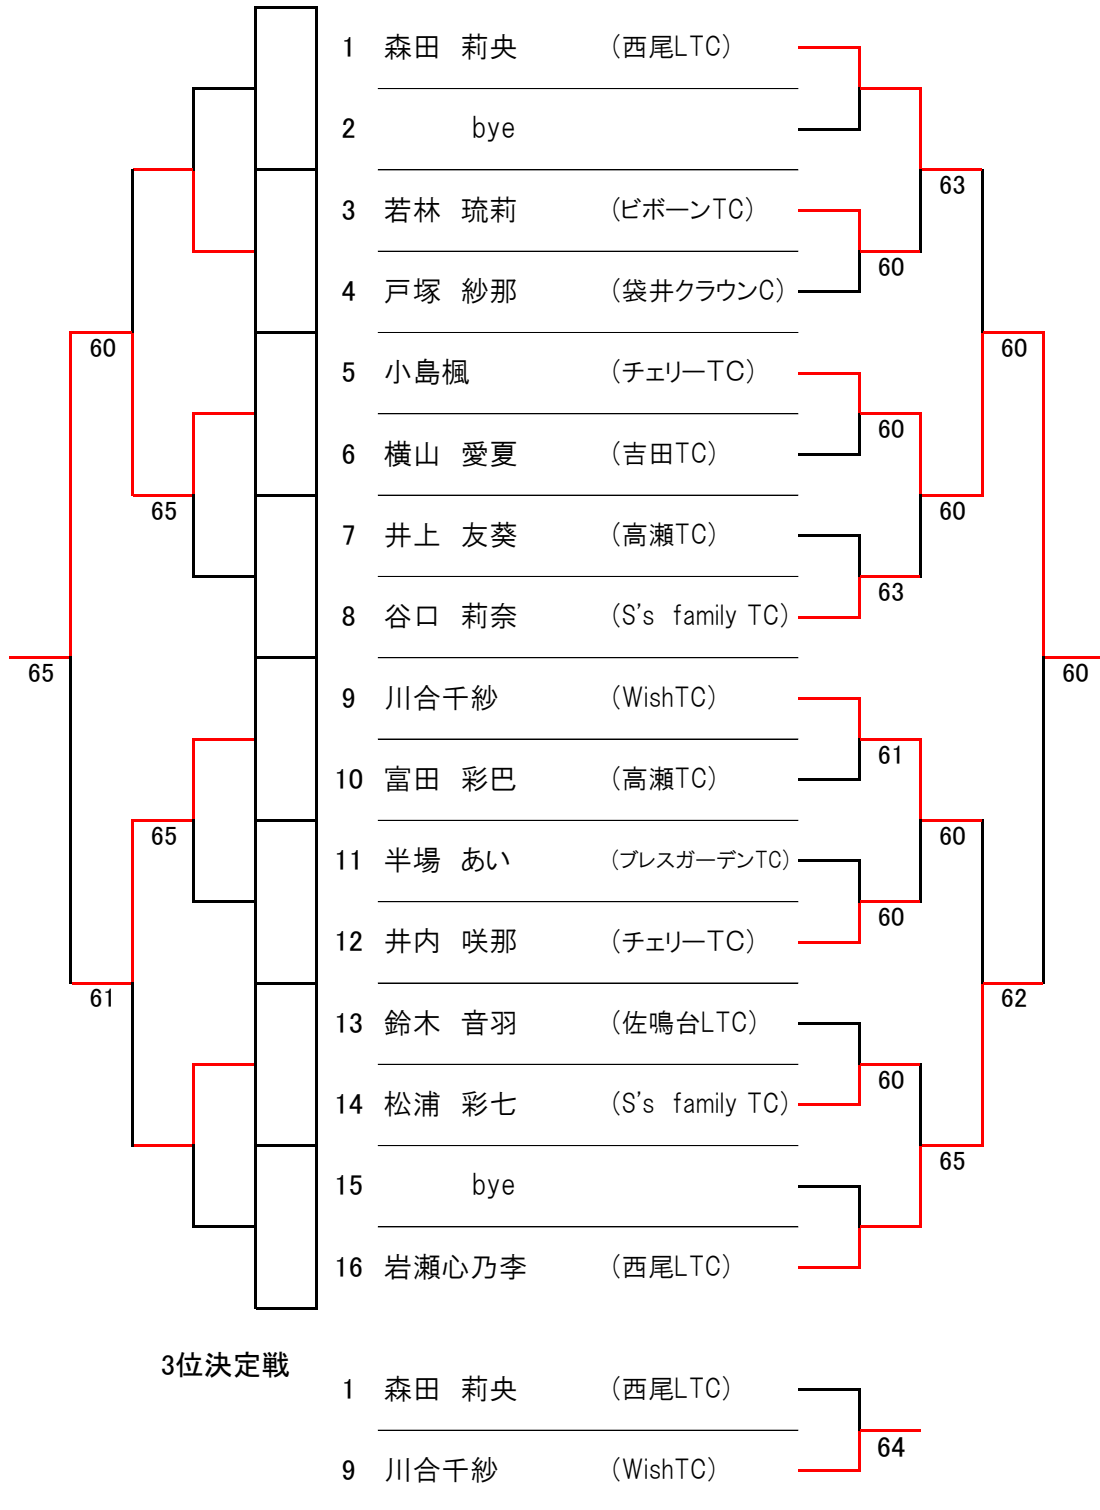 1 森田　莉央 (西尾LTC)
2 bye
63
3 若林　琉莉 (ビボーンTC)
60
4 戸塚　紗那 (袋井クラウンC)
60
60
5 小島楓 (チェリーTC)
60
6 横山　愛夏 (吉田TC)
65
60
7 井上　友葵 (高瀬TC)
63
8 谷口　莉奈 (S's family TC)
65
60
9 川合千紗 (WishTC)
61
10 富田　彩巴 (高瀬TC)
65
60
11 半場　あい (ブレスガーデンTC)
60
12 井内　咲那 (チェリーTC)
61
62
13 鈴木　音羽 (佐鳴台LTC)
60
14 松浦　彩七 (S's family TC)
65
15 bye
16 岩瀬心乃李 (西尾LTC)
3位決定戦
1 森田　莉央 (西尾LTC)
64
9 川合千紗 (WishTC)